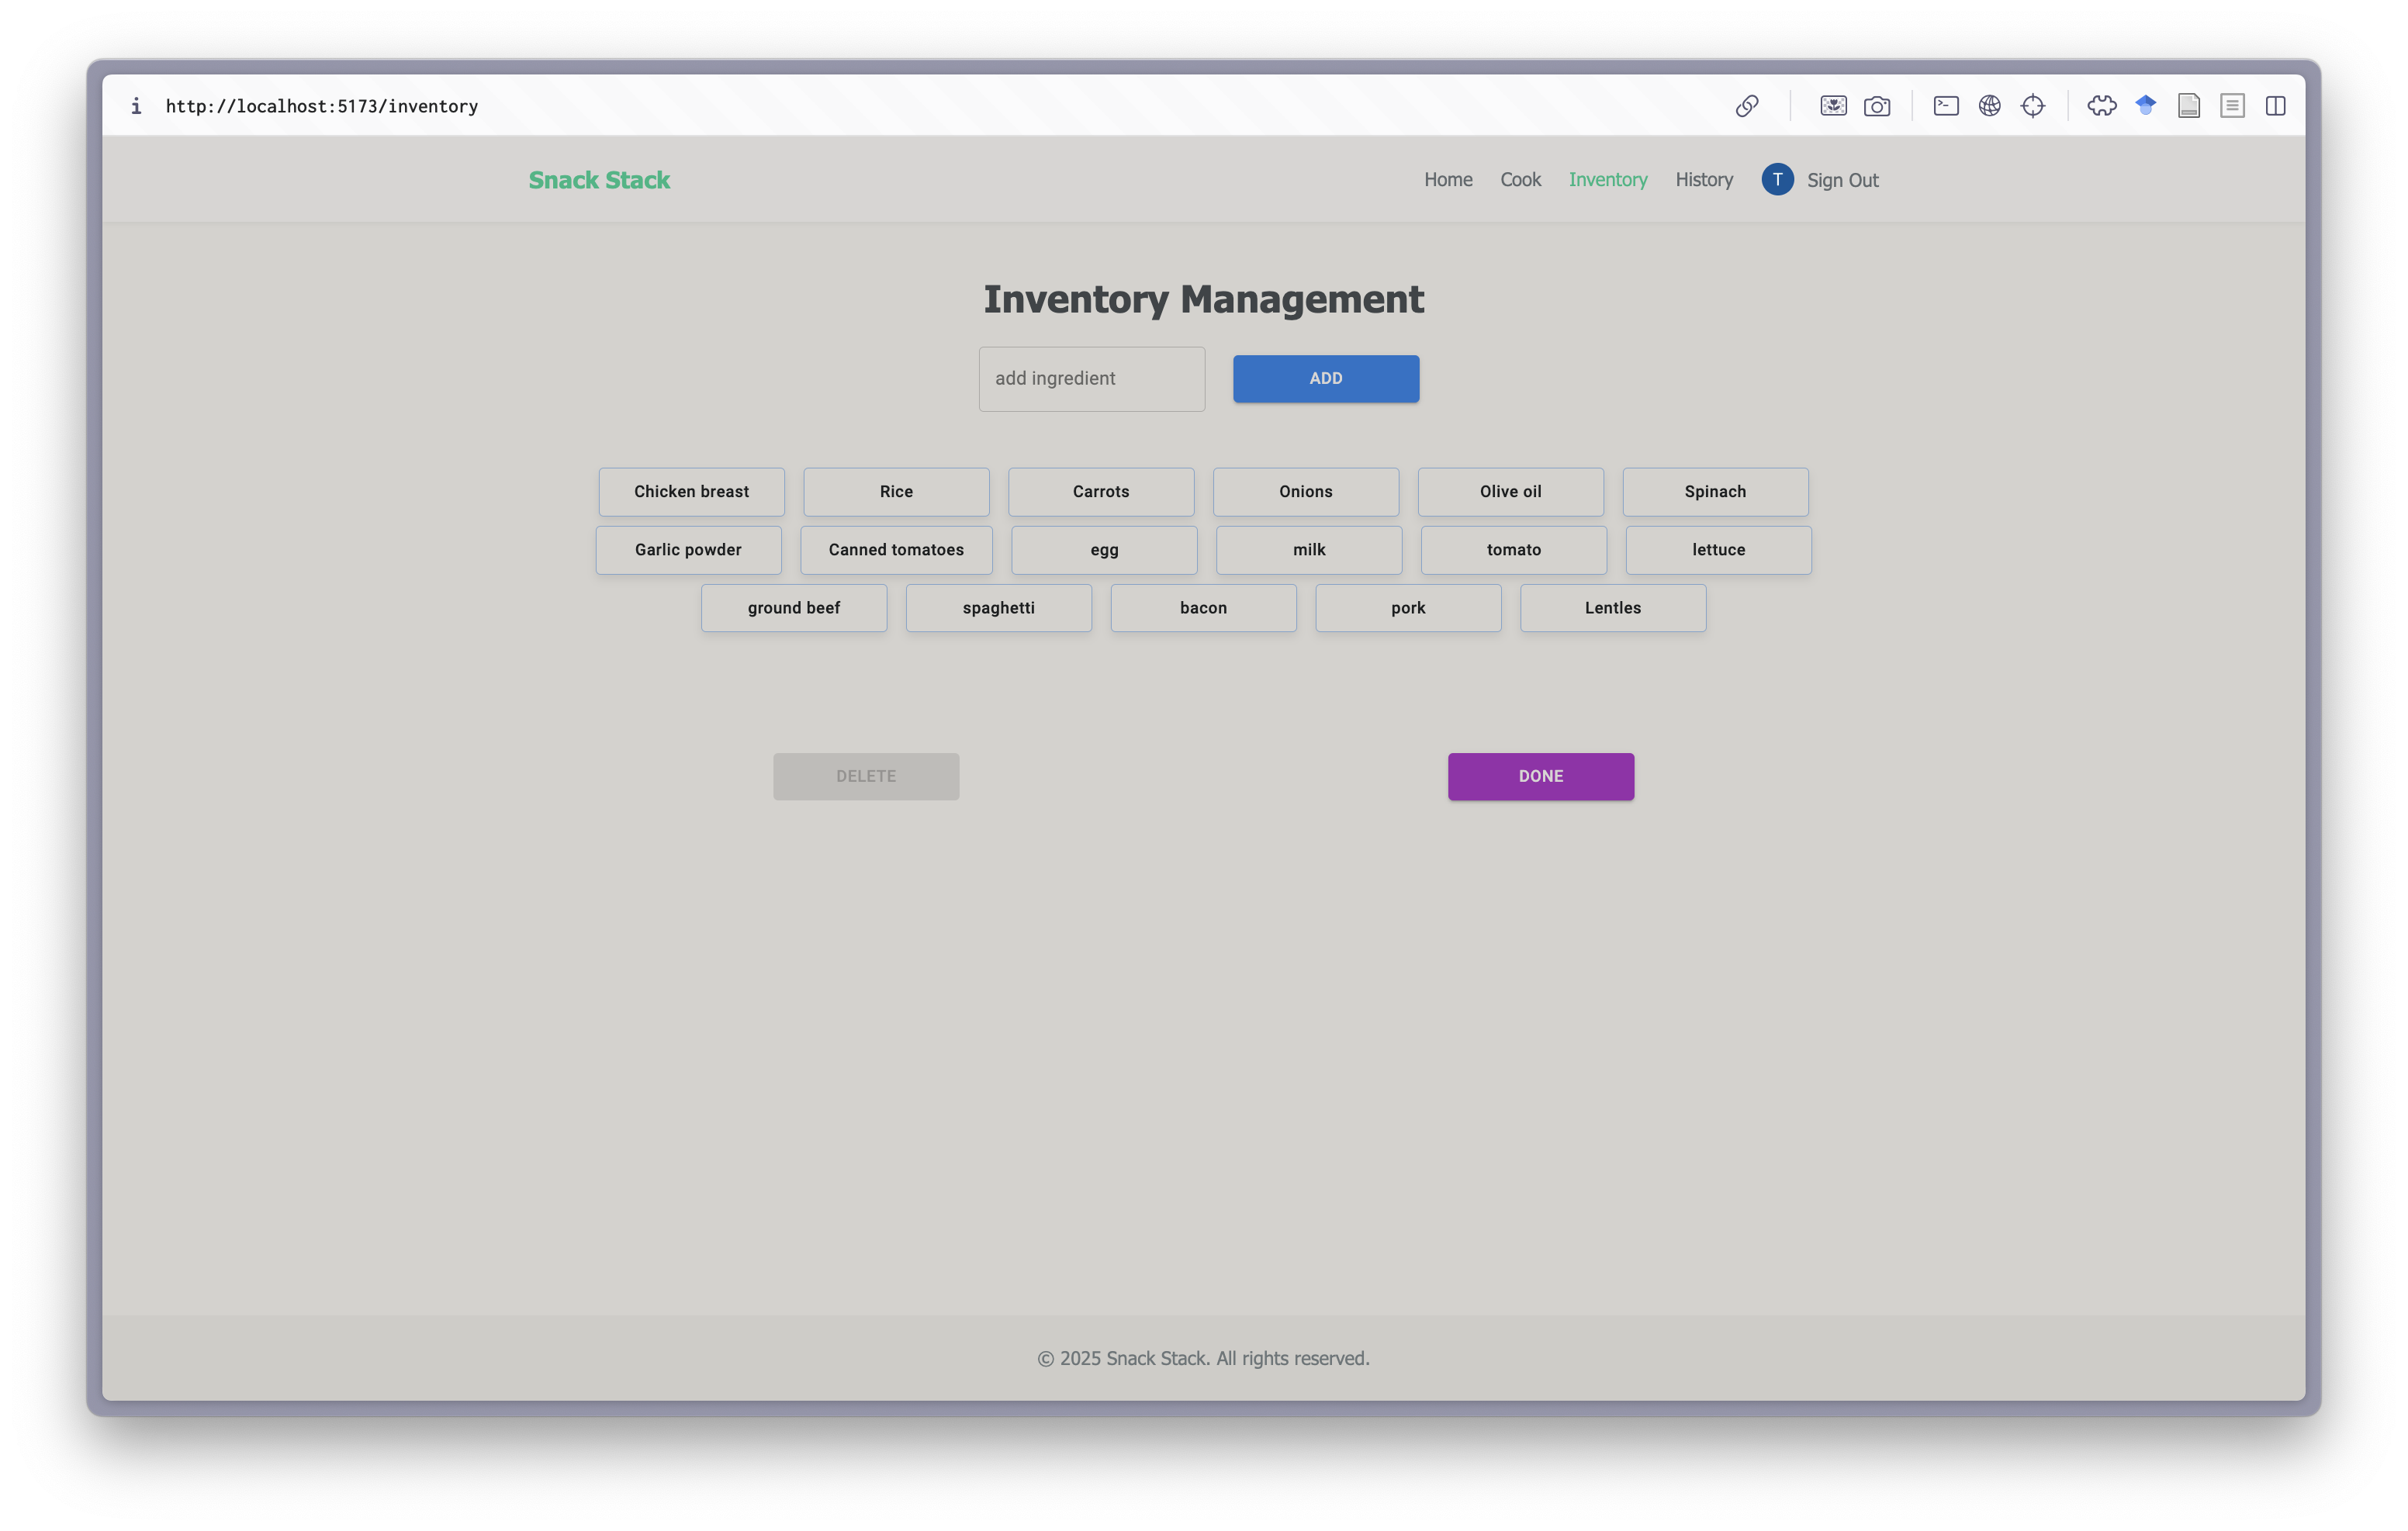 i http://localhost:5173/inventory
Snack Stack Home Cook Inventory History T Sign Out
Inventory Management
add ingredient ADD
Chicken breast Rice Carrots Onions Olive oil Spinach
Garlic powder Canned tomatoes egg milk tomato lettuce
ground beef spaghetti bacon pork Lentles
DELETE DONE
© 2025 Snack Stack. All rights reserved.